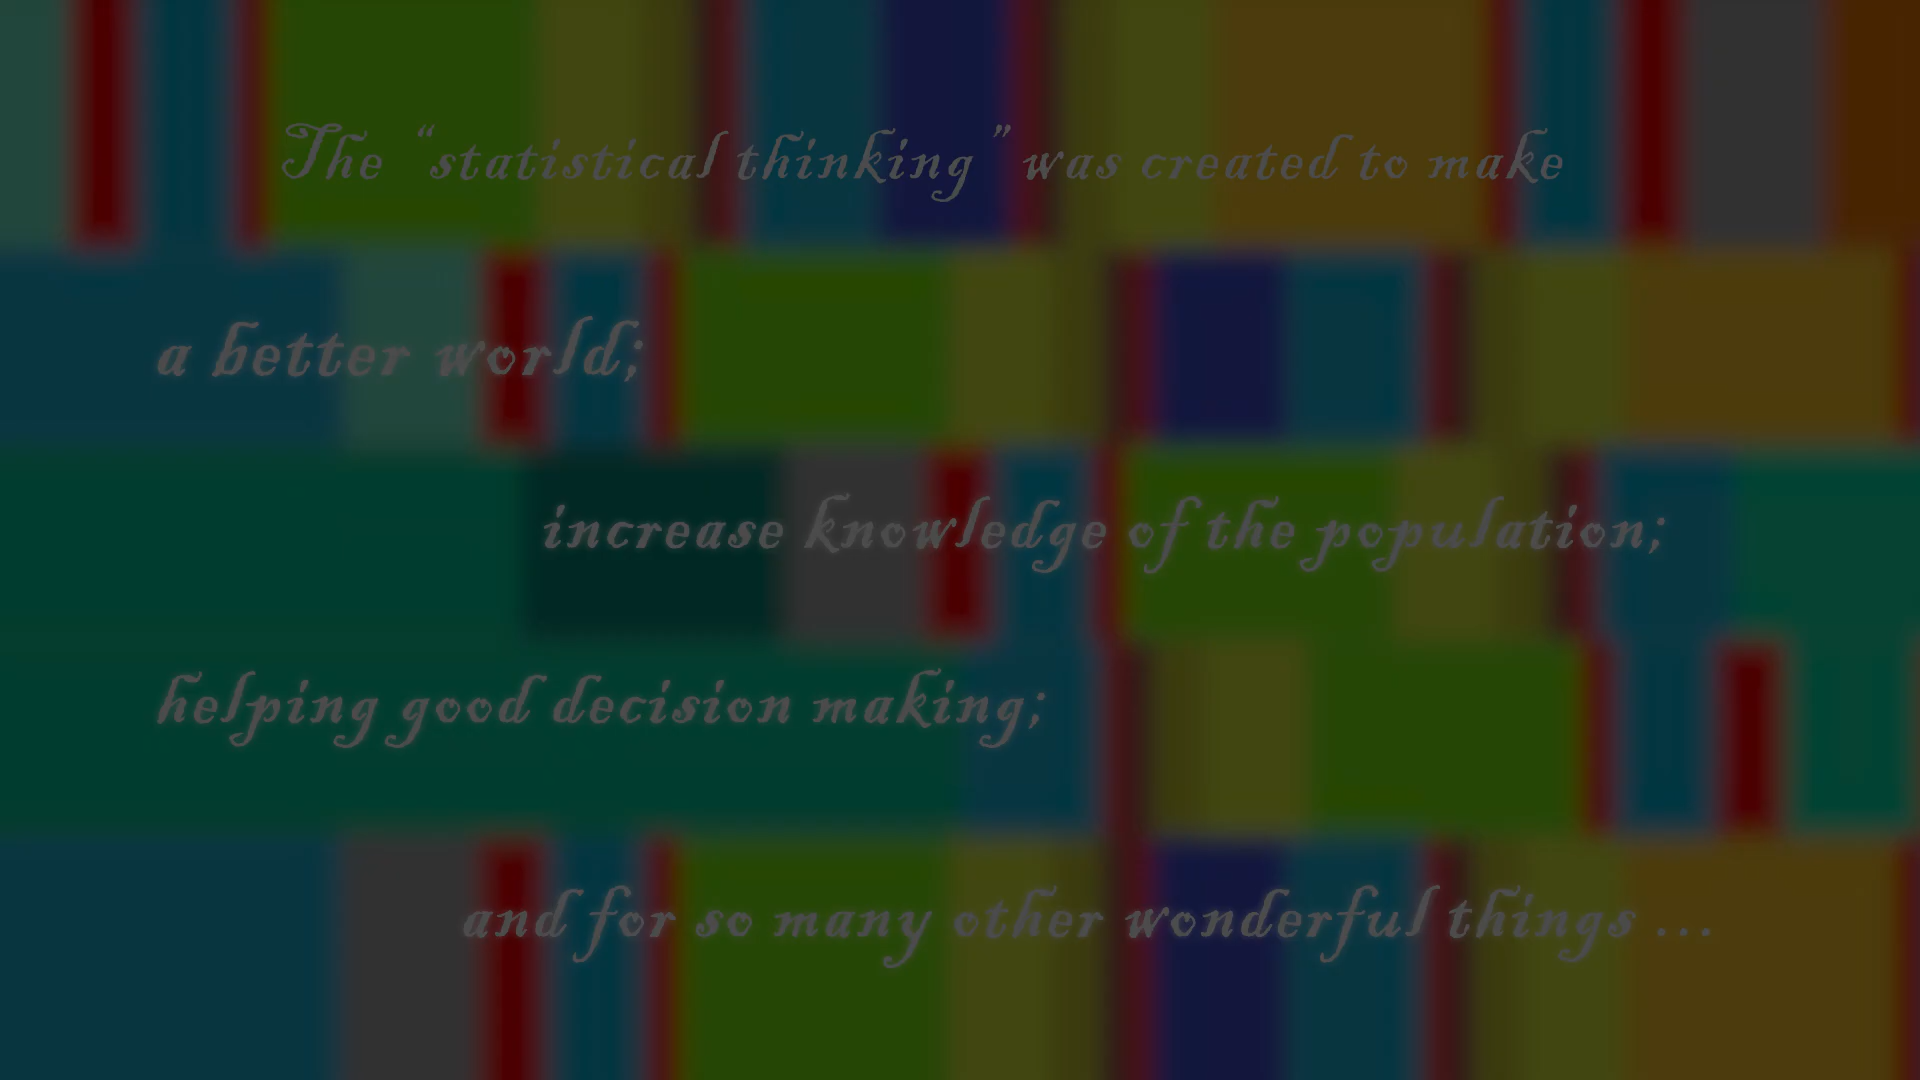 The “statistical thinking” was created to make
a better world;
increase knowledge of the population;
helping good decision making;
and for so many other wonderful things ...